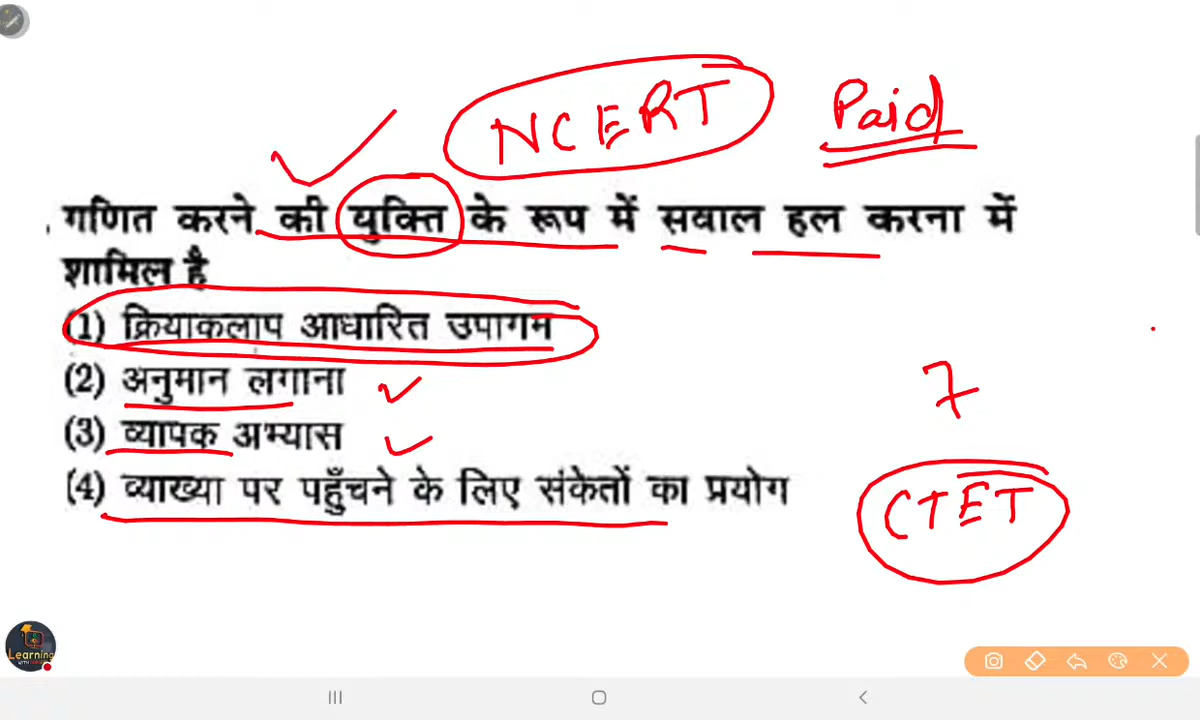 NCERT Paid
गणित करने की युक्ति के रूप में सवाल हल करना में
शामिल है
(1) क्रियाकलाप आधारित उपागम
(2) अनुमान लगाना
(3) व्यापक अभ्यास
(4) व्याख्या पर पहुँचने के लिए संकेतों का प्रयोग
7
CTET
Learning